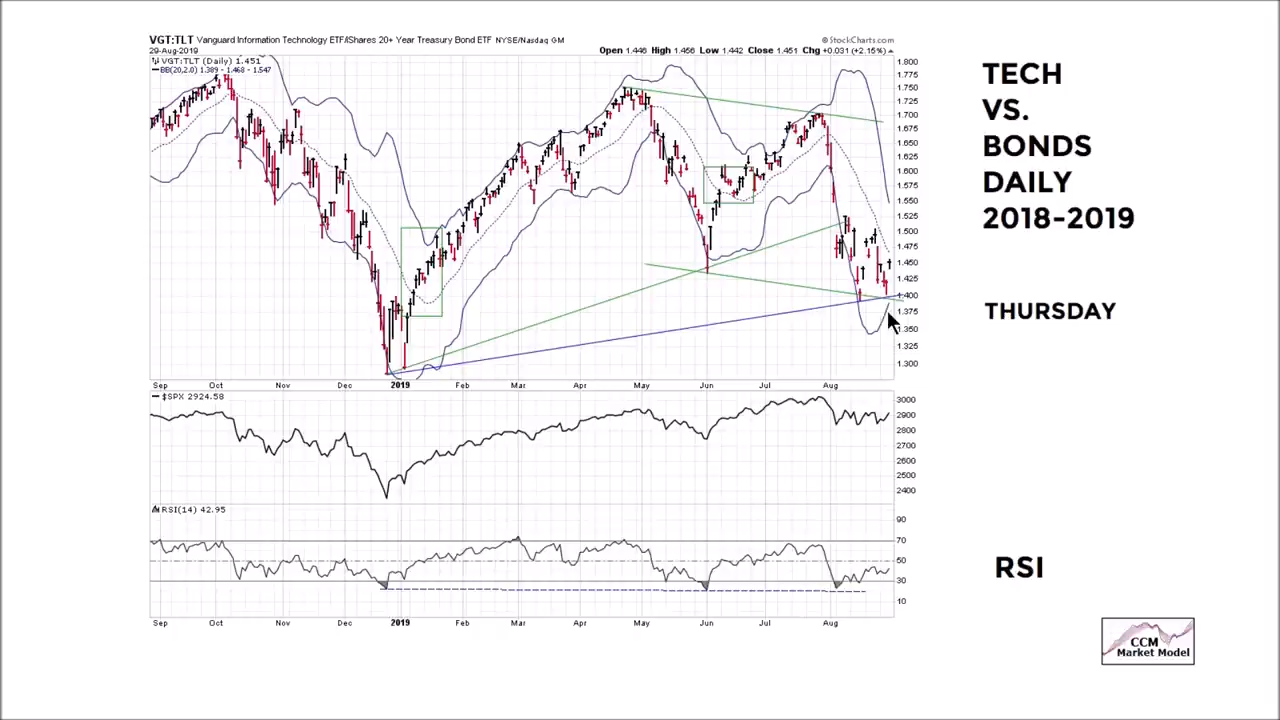 VGT:TLT Vanguard Information Technology ETF/iShares 20+ Year Treasury Bond ETF NYSE/Nasdaq GM
© StockCharts.com
29-Aug-2019
Open 1.446 High 1.456 Low 1.442 Close 1.451 Chg +0.031 (+2.15%)
VGT:TLT (Daily) 1.451
BB(20,2.0) 1.389 - 1.468 - 1.547
1.800
1.775
1.750
1.725
1.700
1.675
1.650
1.625
1.600
1.575
1.550
1.525
1.500
1.475
1.450
1.425
1.400
1.375
1.350
1.325
1.300
Sep Oct Nov Dec 2019 Feb Mar Apr May Jun Jul Aug
$SPX 2924.58
3000
2900
2800
2700
2600
2500
2400
RSI(14) 42.95
90
70
50
30
10
Sep Oct Nov Dec 2019 Feb Mar Apr May Jun Jul Aug
TECH
VS.
BONDS
DAILY
2018-2019
THURSDAY
RSI
CCM
Market Model